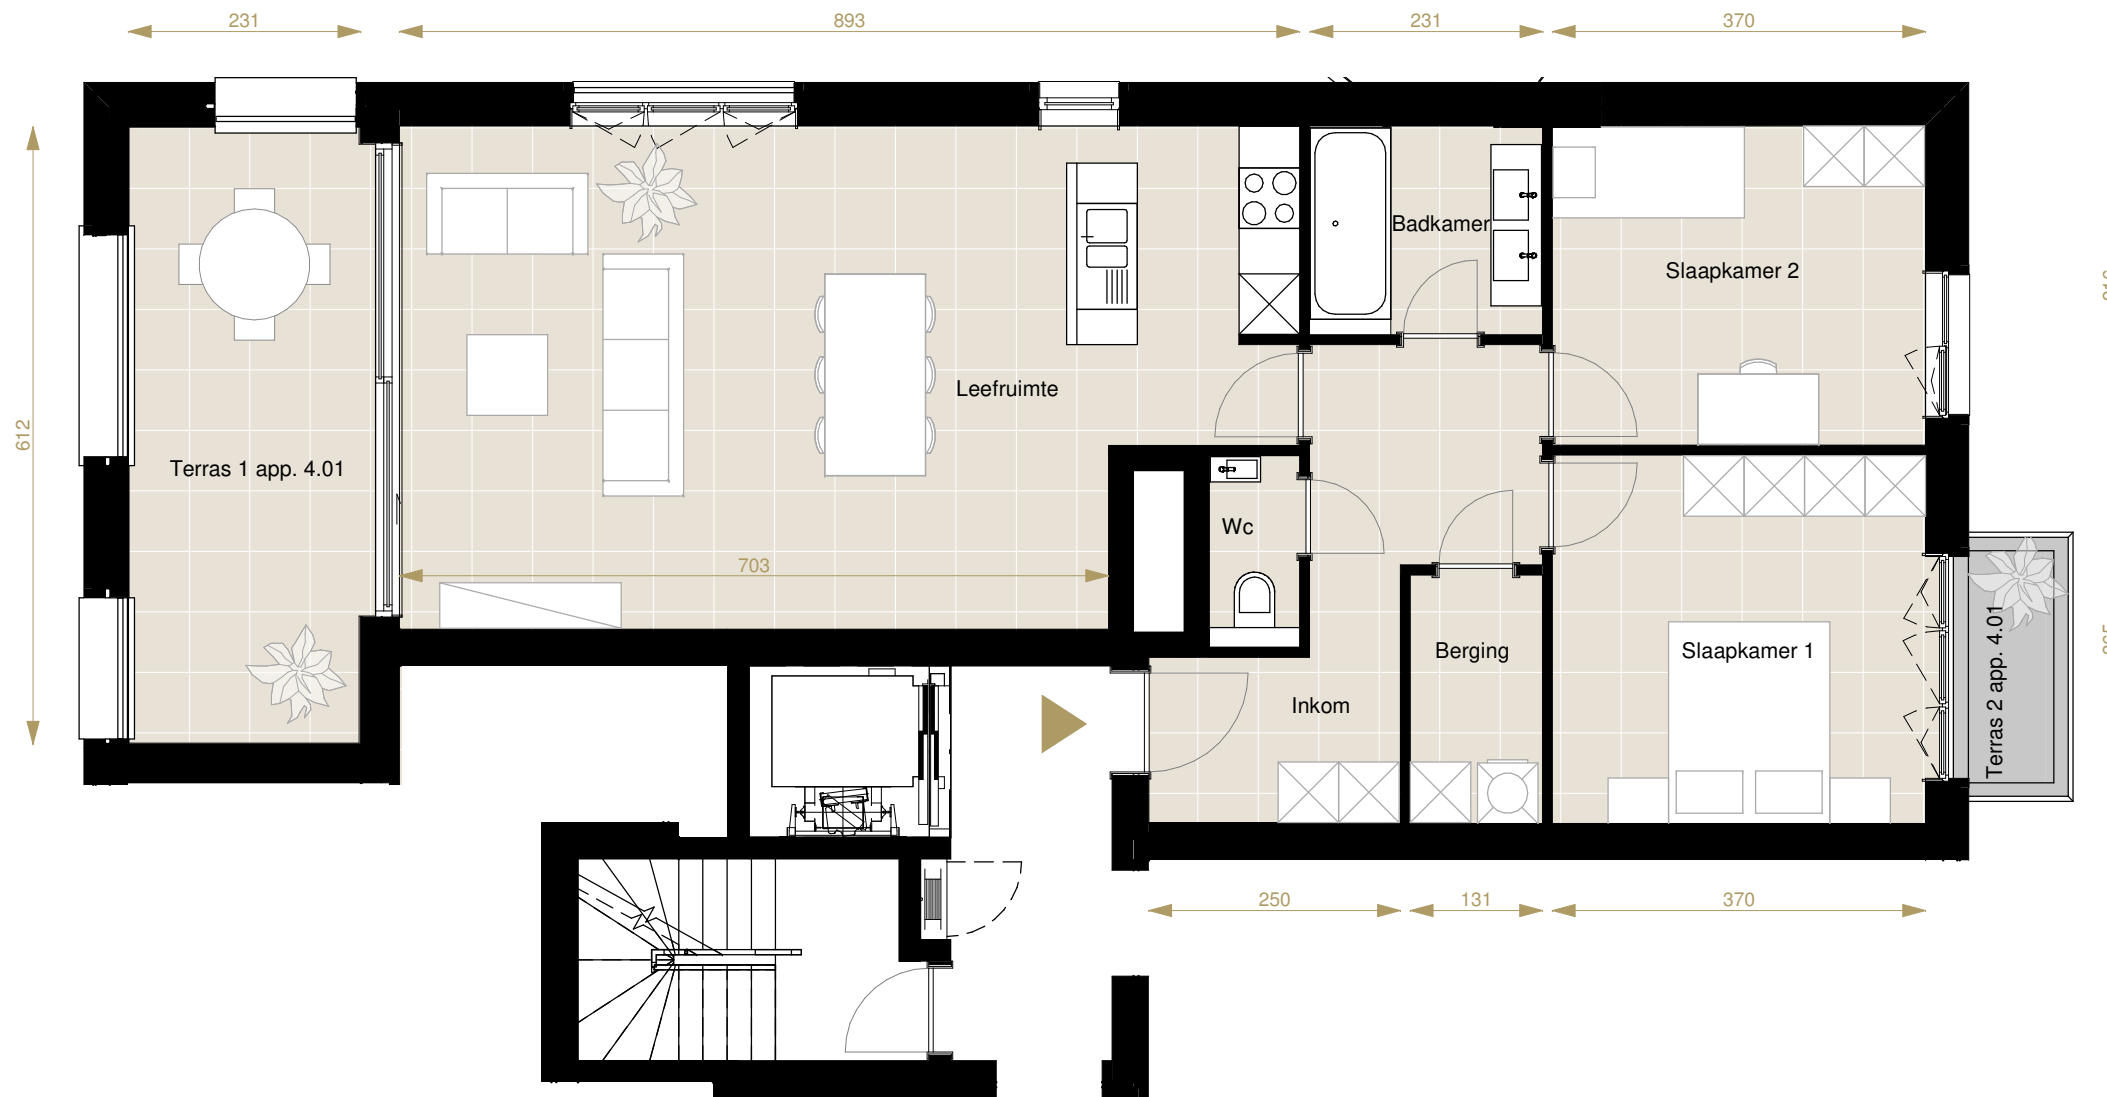 231
893
231
370
Badkamer
Slaapkamer 2
Leefruimte
612
Terras 1 app. 4.01
Wc
703
Berging
Slaapkamer 1
Terras 2 app. 4.01
Inkom
250
131
370